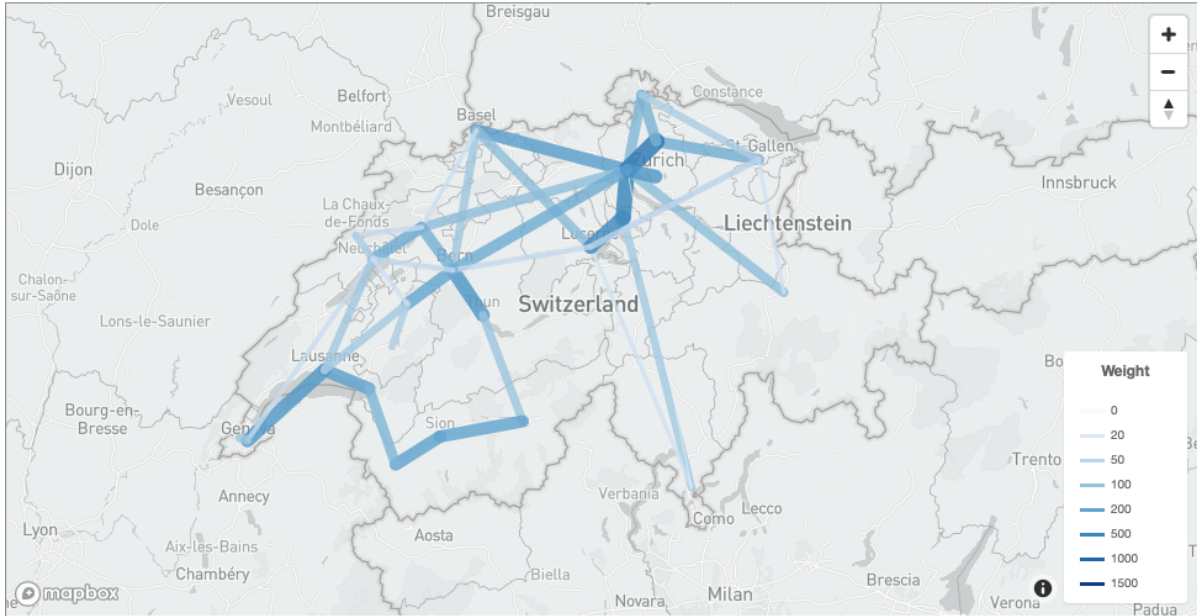 Breisgau
+
−
Constance
Vesoul
Belfort
Basel
Montbéliard
Dijon
St-Gallen
Zürich
Besançon
Innsbruck
La Chaux-
de-Fonds
Dole
Liechtenstein
Lucerne
Neuchâtel
Bern
Chalon-
sur-Saône
Thun
Switzerland
Lons-le-Saunier
Lausanne
Weight
Bourg-en-
Bresse
0
Geneva
Sion
20
50
Trento
100
Annecy
Verbania
Lecco
200
Como
Lyon
Aosta
500
Aix-les-Bains
1000
Chambéry
Biella
Brescia
1500
mapbox
Novara
Milan
Verona
Padua